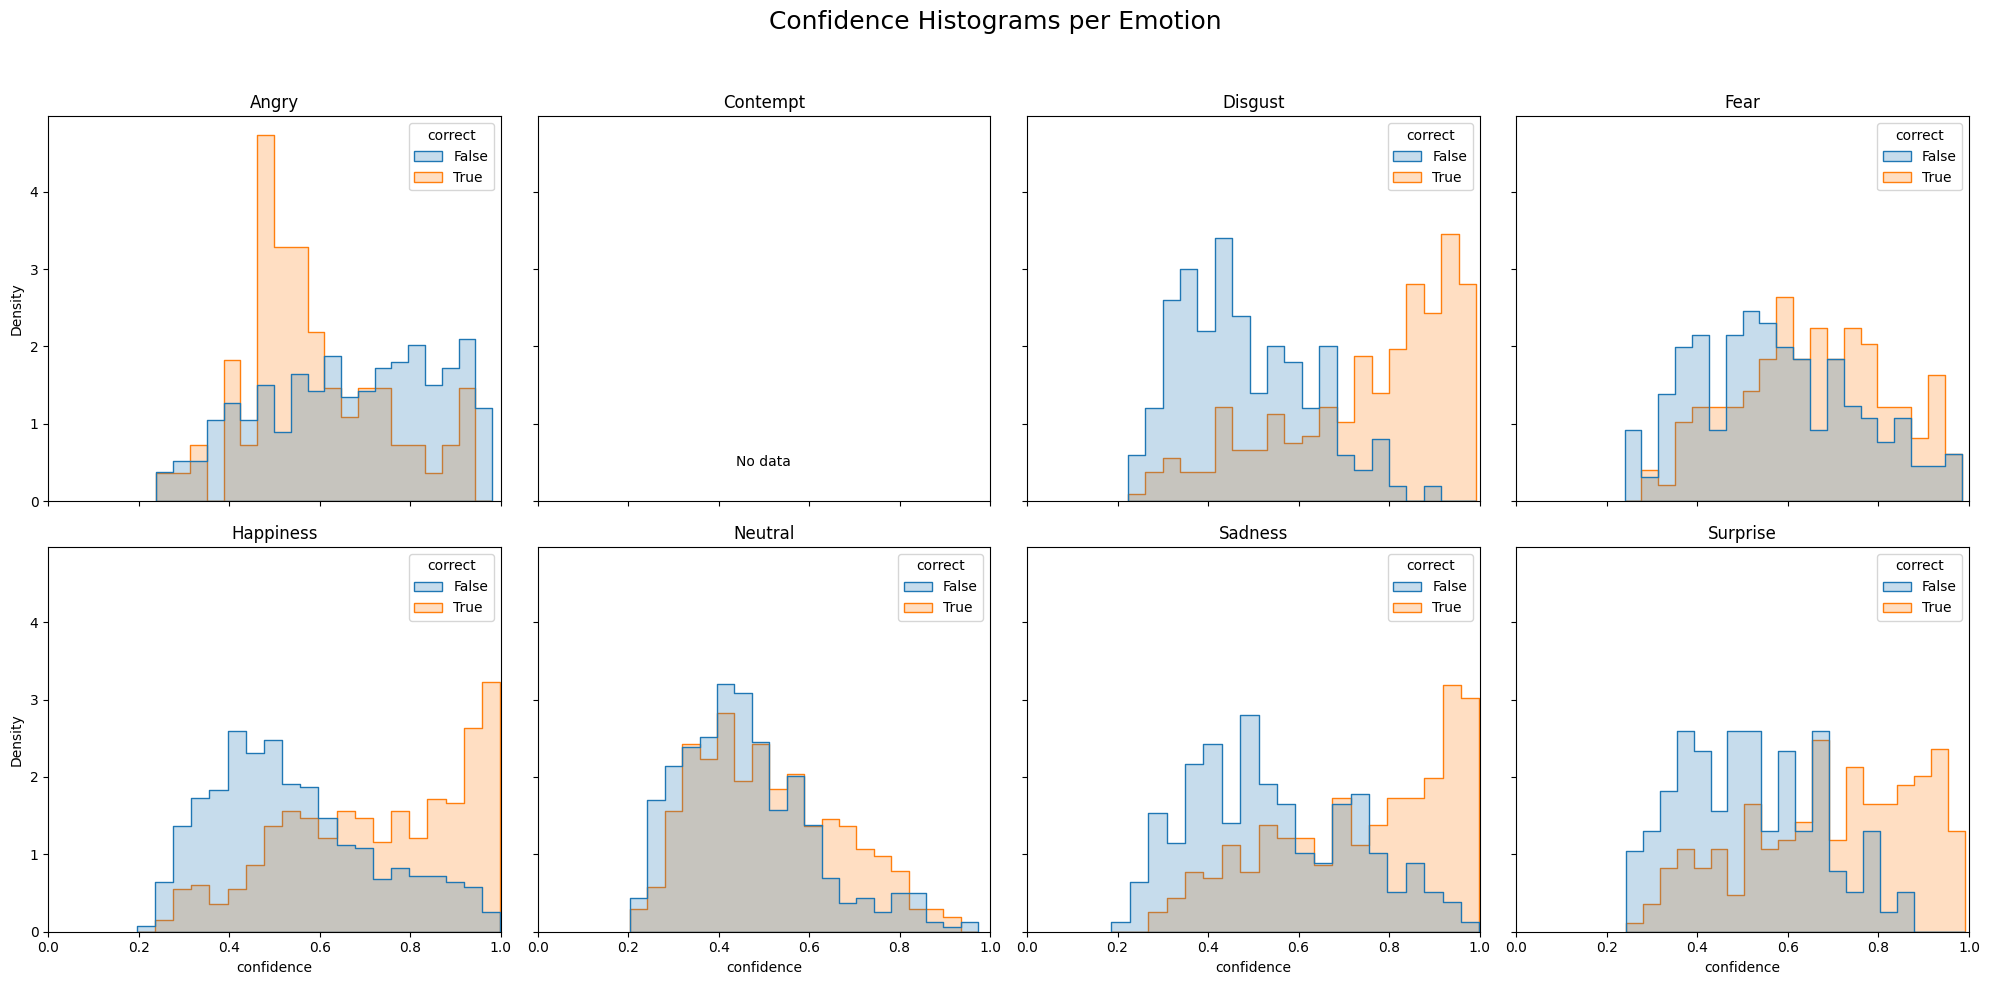 Confidence Histograms per Emotion
Angry
Contempt
Disgust
Fear
correct
False
True
correct
False
True
correct
False
True
4
3
2
1
0
Density
No data
Happiness
Neutral
Sadness
Surprise
correct
False
True
correct
False
True
correct
False
True
correct
False
True
4
3
2
1
0
Density
0.0 0.2 0.4 0.6 0.8 1.0
0.0 0.2 0.4 0.6 0.8 1.0
0.0 0.2 0.4 0.6 0.8 1.0
0.0 0.2 0.4 0.6 0.8 1.0
confidence
confidence
confidence
confidence